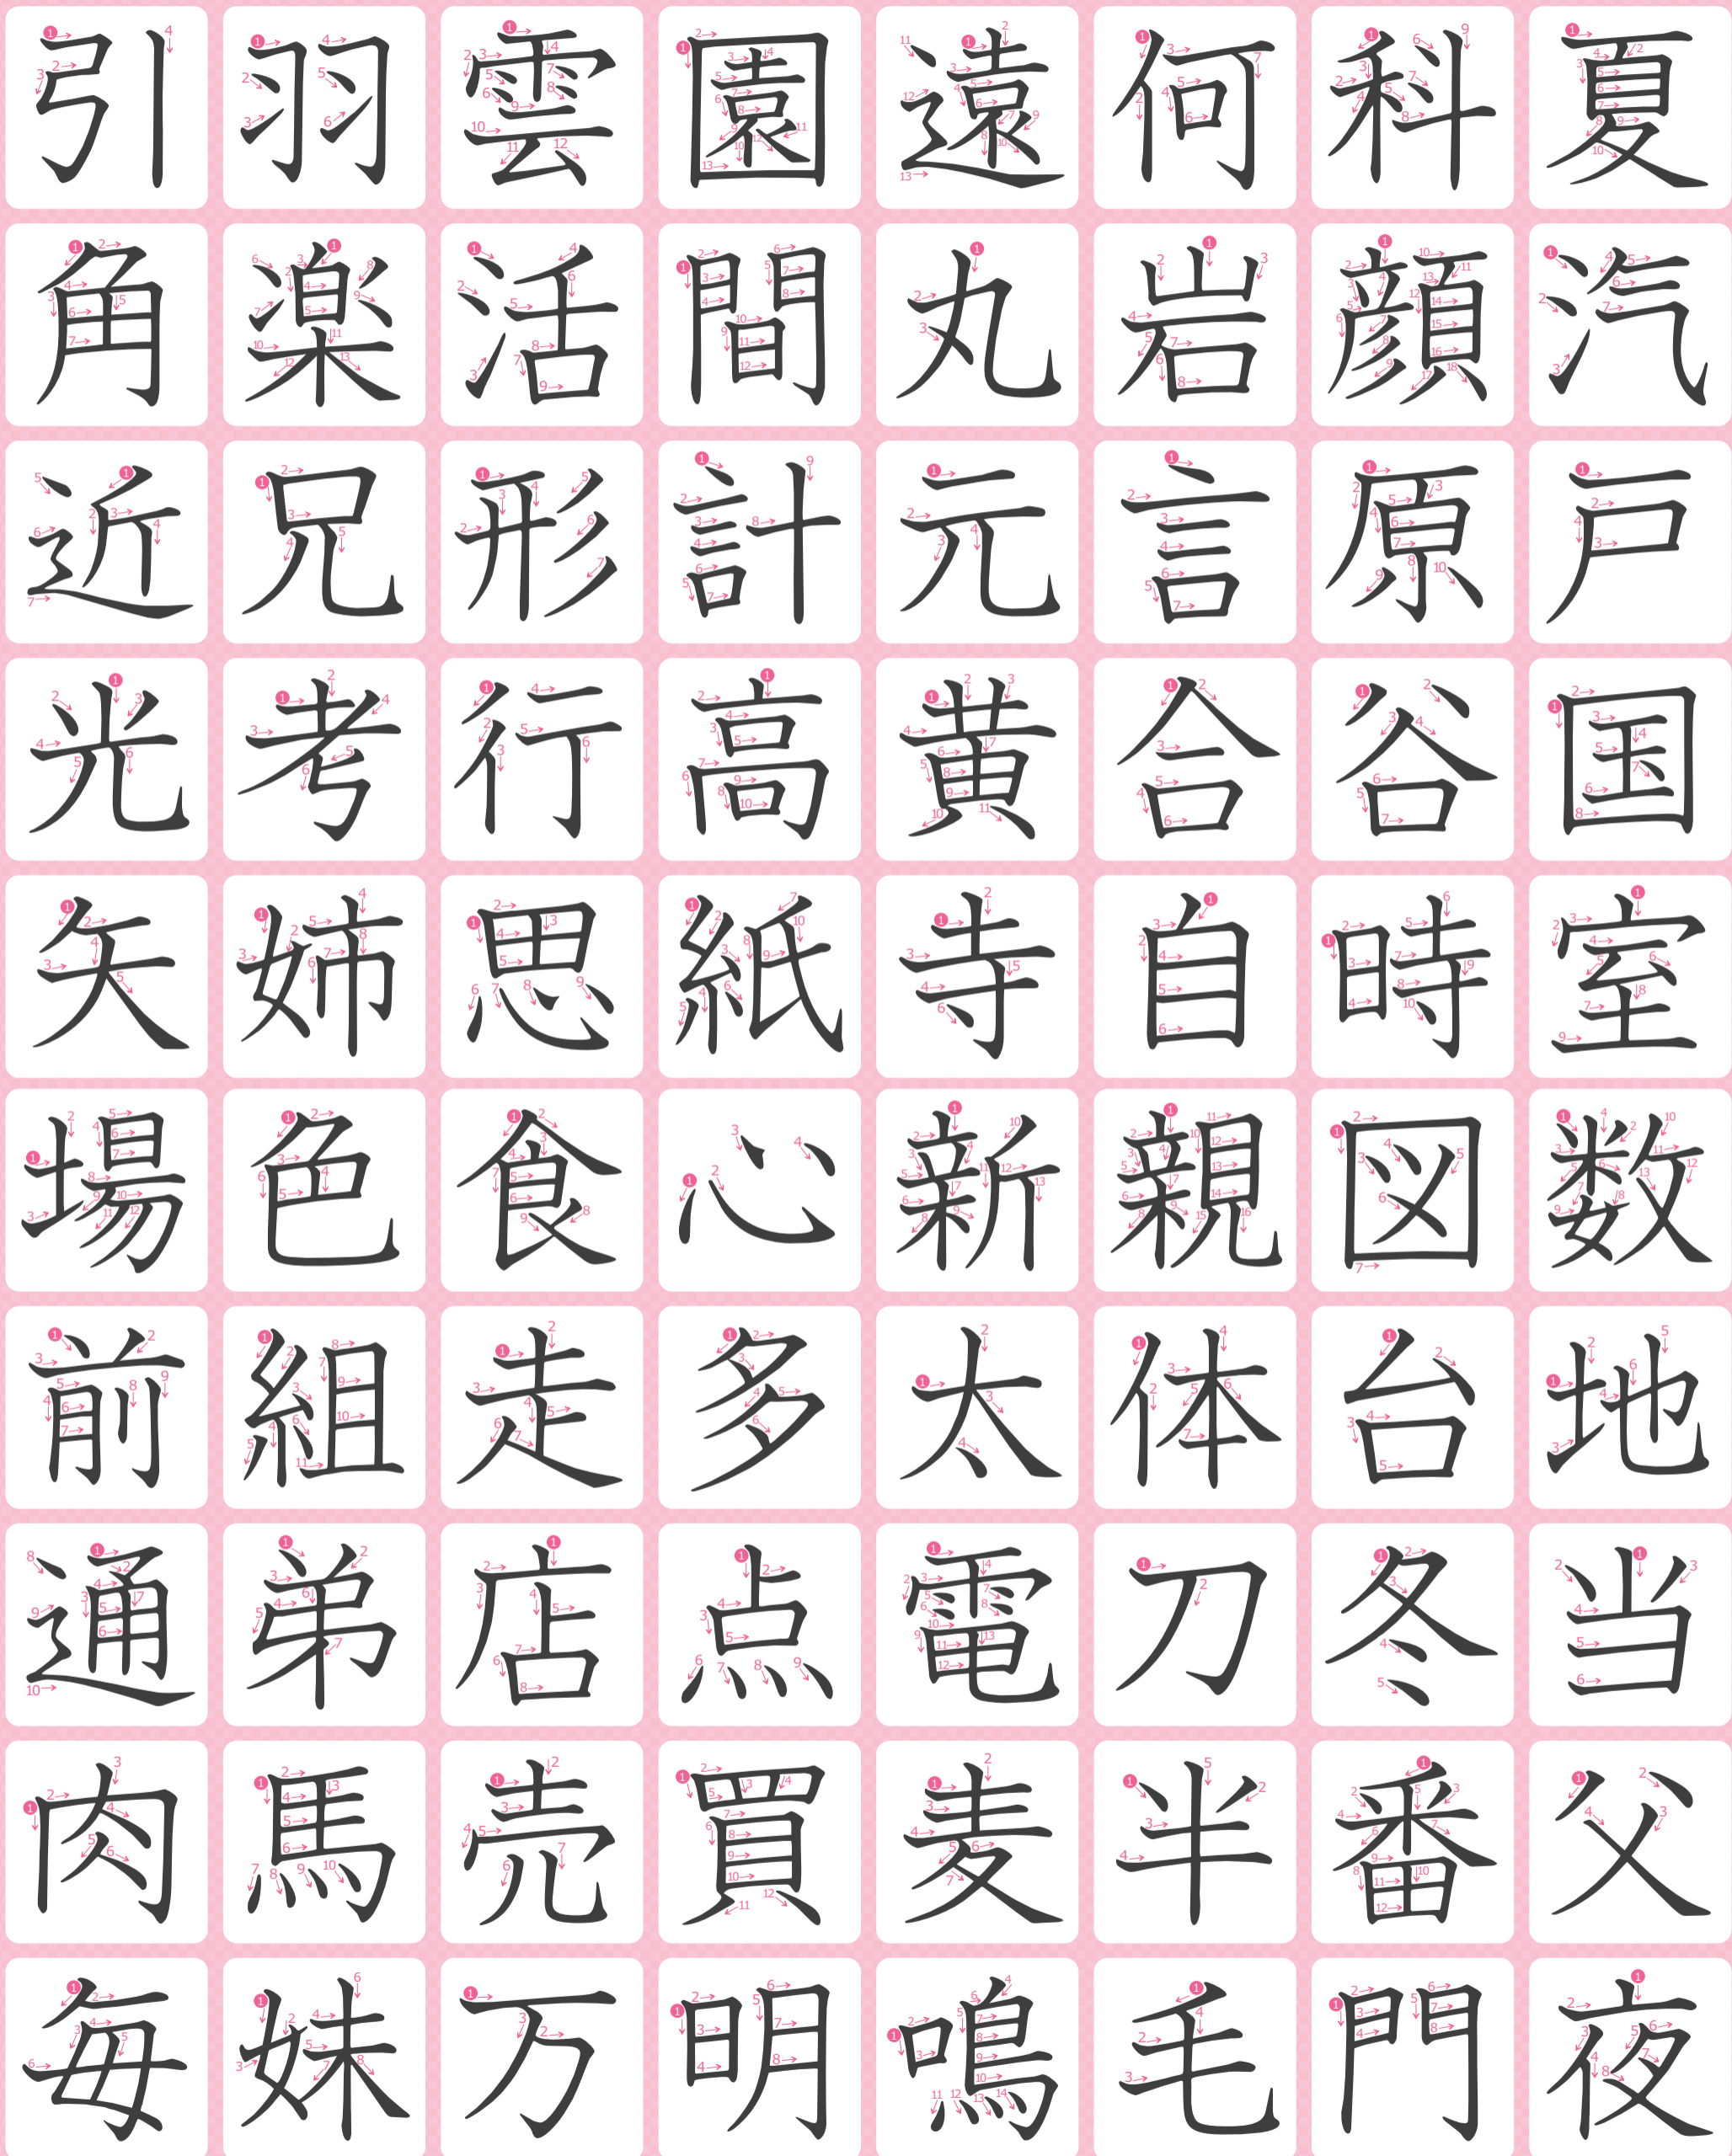 引 羽 雲 園 遠 何 科 夏
角 楽 活 間 丸 岩 顔 汽
近 兄 形 計 元 言 原 戸
光 考 行 高 黄 合 谷 国
矢 姉 思 紙 寺 自 時 室
場 色 食 心 新 親 図 数
前 組 走 多 太 体 台 地
通 弟 店 点 電 刀 冬 当
肉 馬 売 買 麦 半 番 父
毎 妹 万 明 鳴 毛 門 夜